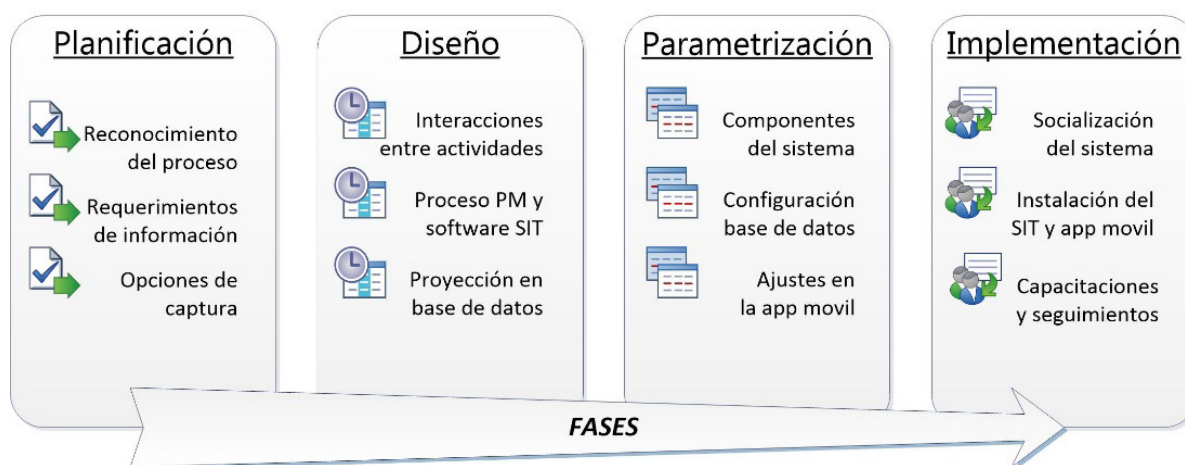 Planificación
Reconocimiento
del proceso
Requerimientos
de información
Opciones de
captura
Diseño
Interacciones
entre actividades
Proceso PM y
software SIT
Proyección en
base de datos
Parametrización
Componentes
del sistema
Configuración
base de datos
Ajustes en
la app movil
Implementación
Socialización
del sistema
Instalación del
SIT y app movil
Capacitaciones
y seguimientos
FASES